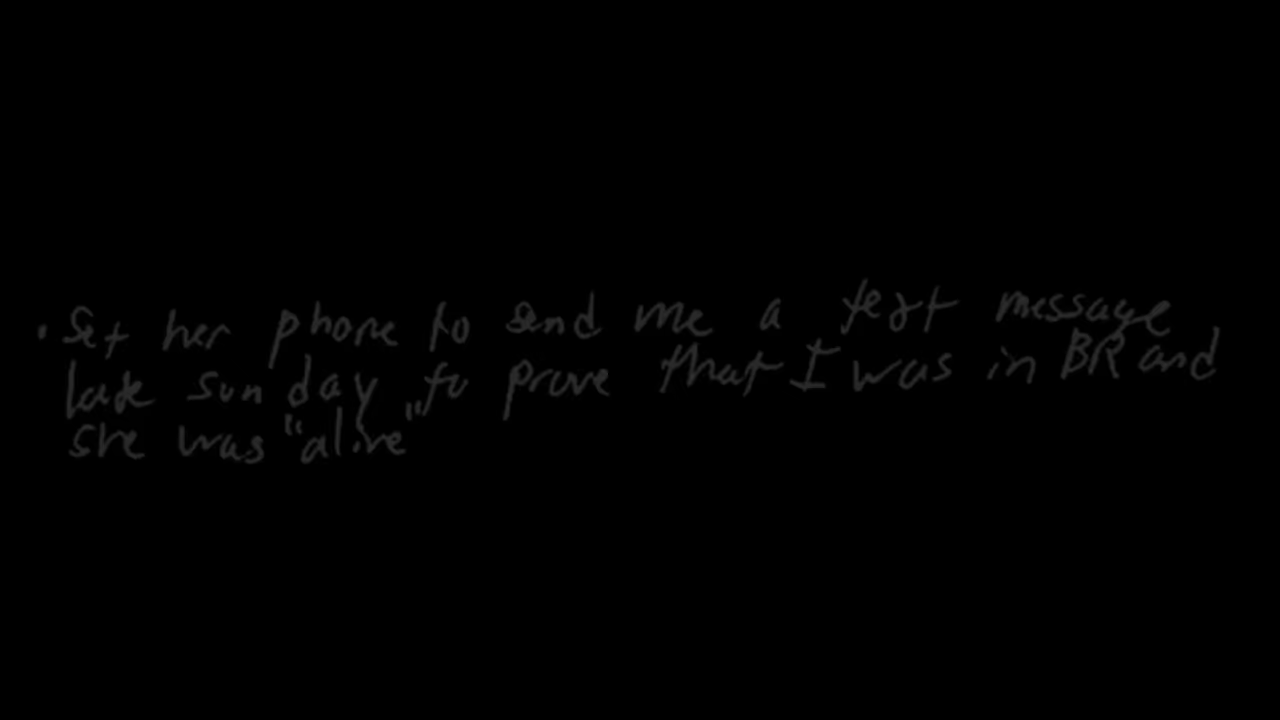 · Set her phone to send me a text message
late sunday to prove that I was in BR and
she was "alive"